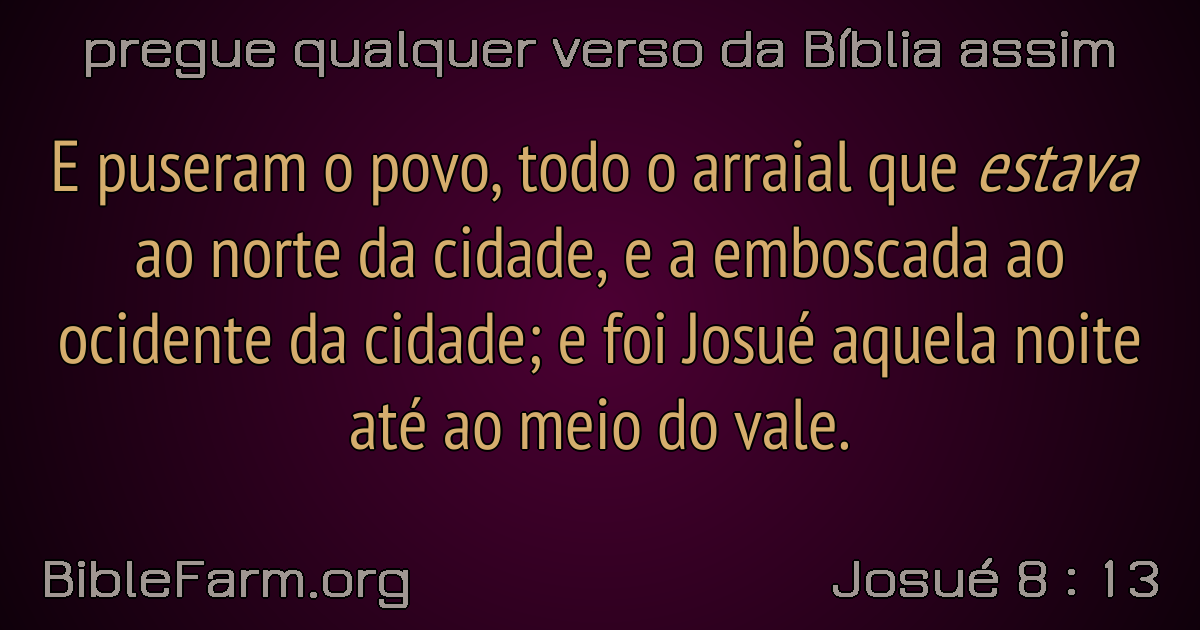 pregue qualquer verso da Bíblia assim
E puseram o povo, todo o arraial que estava
ao norte da cidade, e a emboscada ao
ocidente da cidade; e foi Josué aquela noite
até ao meio do vale.
BibleFarm.org
Josué 8 : 13